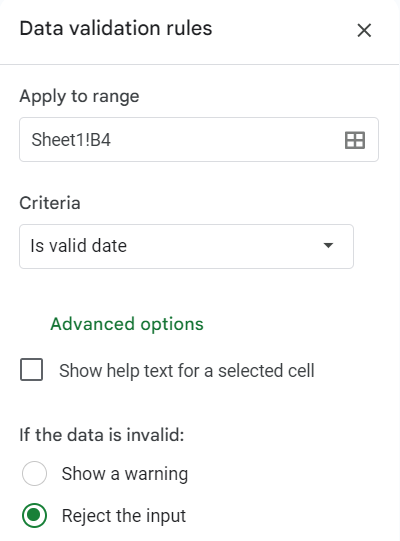 Data validation rules
Apply to range
Sheet1!B4
Criteria
Is valid date
Advanced options
Show help text for a selected cell
If the data is invalid:
Show a warning
Reject the input